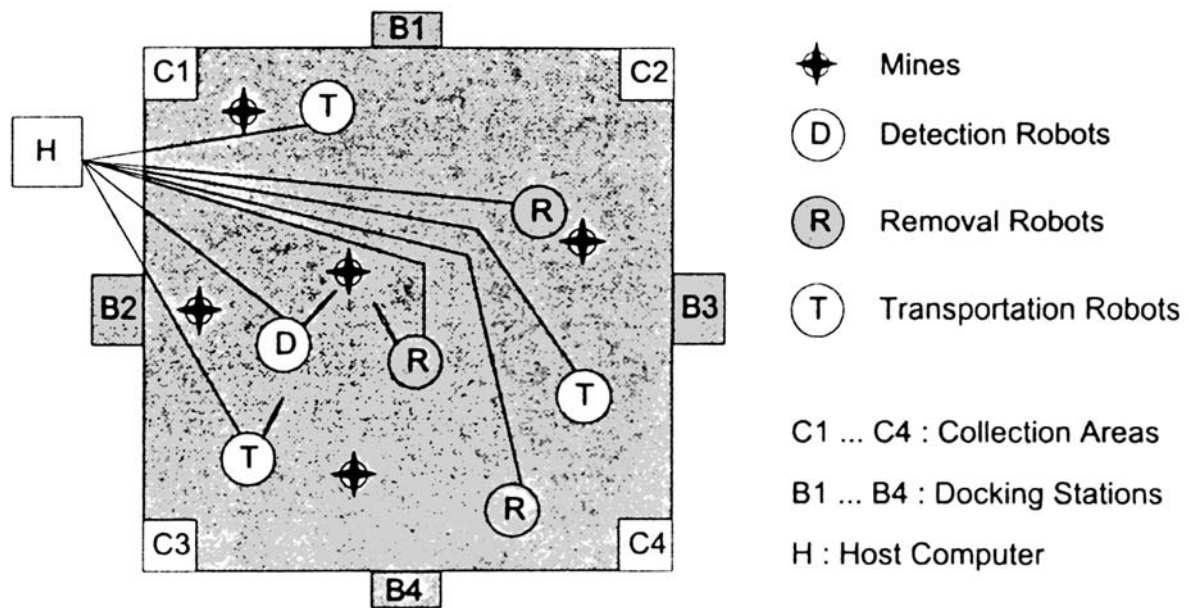 B1
C1
C2
T
H
R
B2
B3
D
R
T
T
R
C3
C4
B4
Mines
D Detection Robots
R Removal Robots
T Transportation Robots
C1 ... C4 : Collection Areas
B1 ... B4 : Docking Stations
H : Host Computer